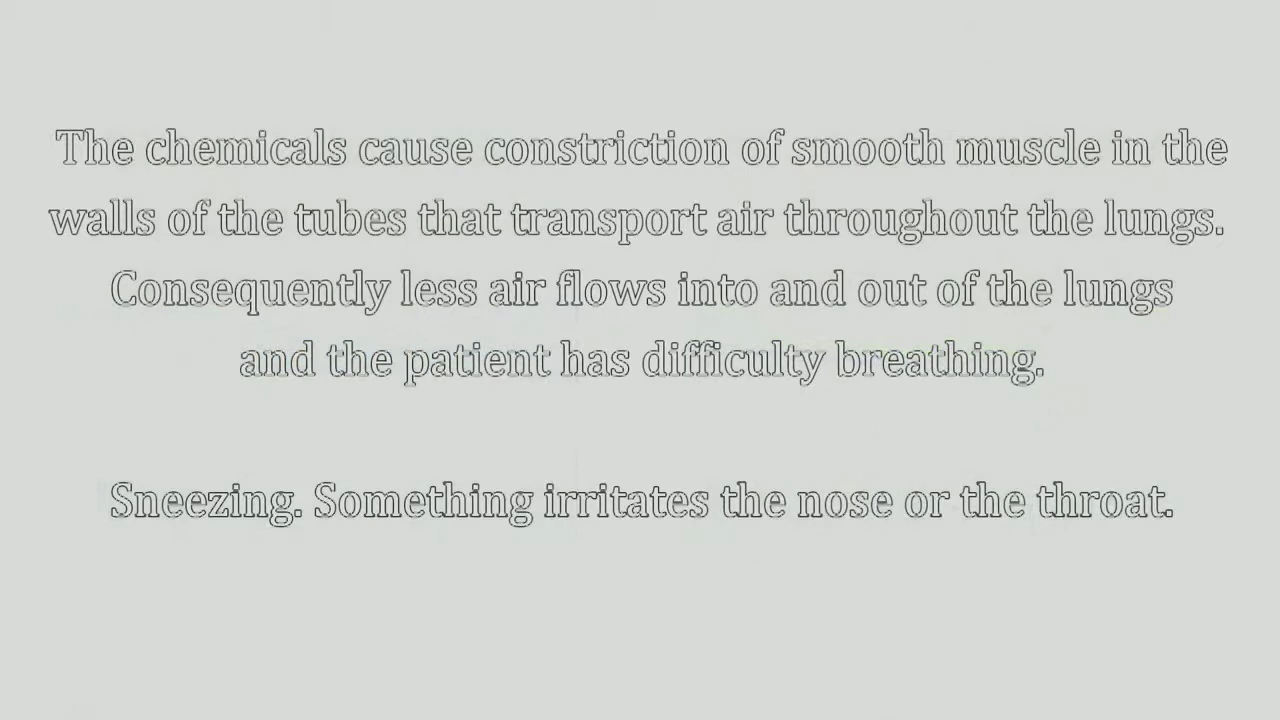 The chemicals cause constriction of smooth muscle in the
walls of the tubes that transport air throughout the lungs.
Consequently less air flows into and out of the lungs
and the patient has difficulty breathing.
Sneezing. Something irritates the nose or the throat.